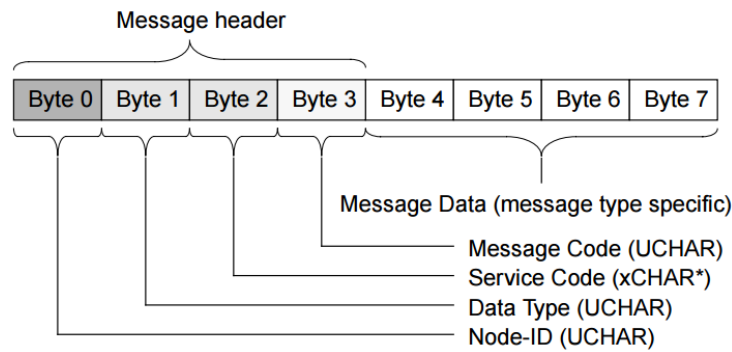 Message header
Byte 0 Byte 1 Byte 2 Byte 3 Byte 4 Byte 5 Byte 6 Byte 7
Message Data (message type specific)
Message Code (UCHAR)
Service Code (xCHAR*)
Data Type (UCHAR)
Node-ID (UCHAR)